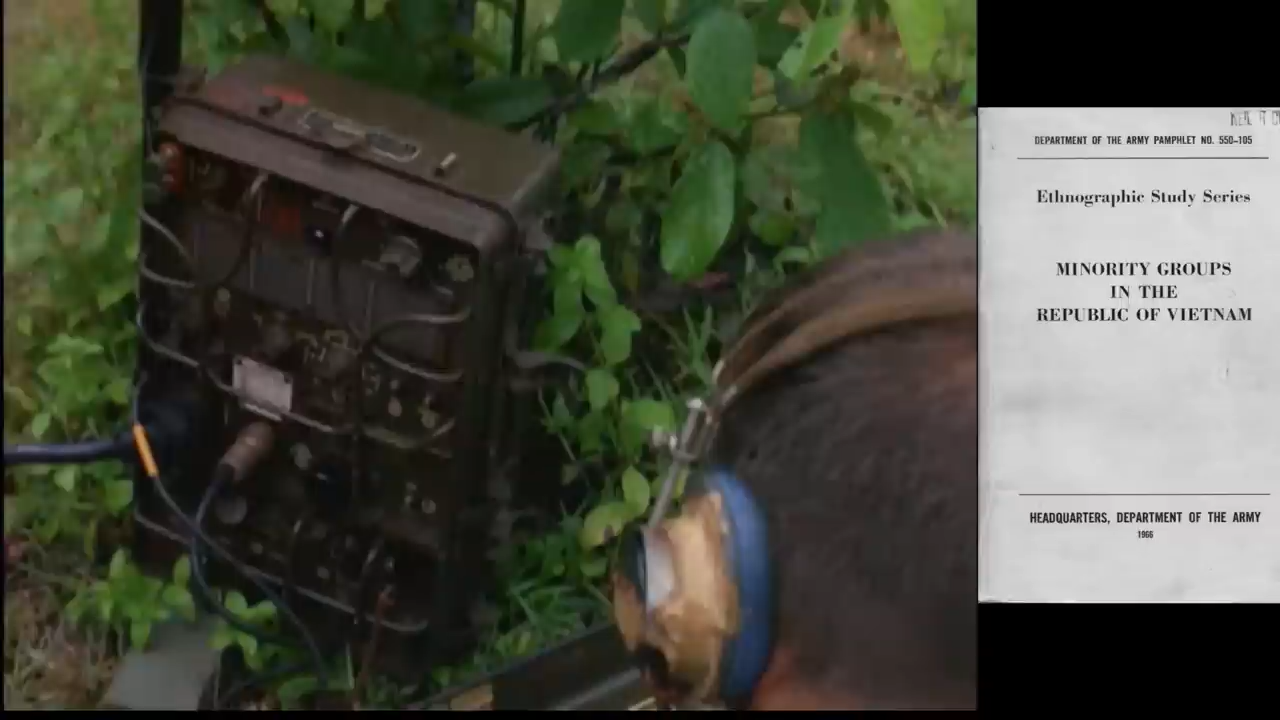 DEPARTMENT OF THE ARMY PAMPHLET NO. 550-105
Ethnographic Study Series
MINORITY GROUPS
IN THE
REPUBLIC OF VIETNAM
HEADQUARTERS, DEPARTMENT OF THE ARMY
1966